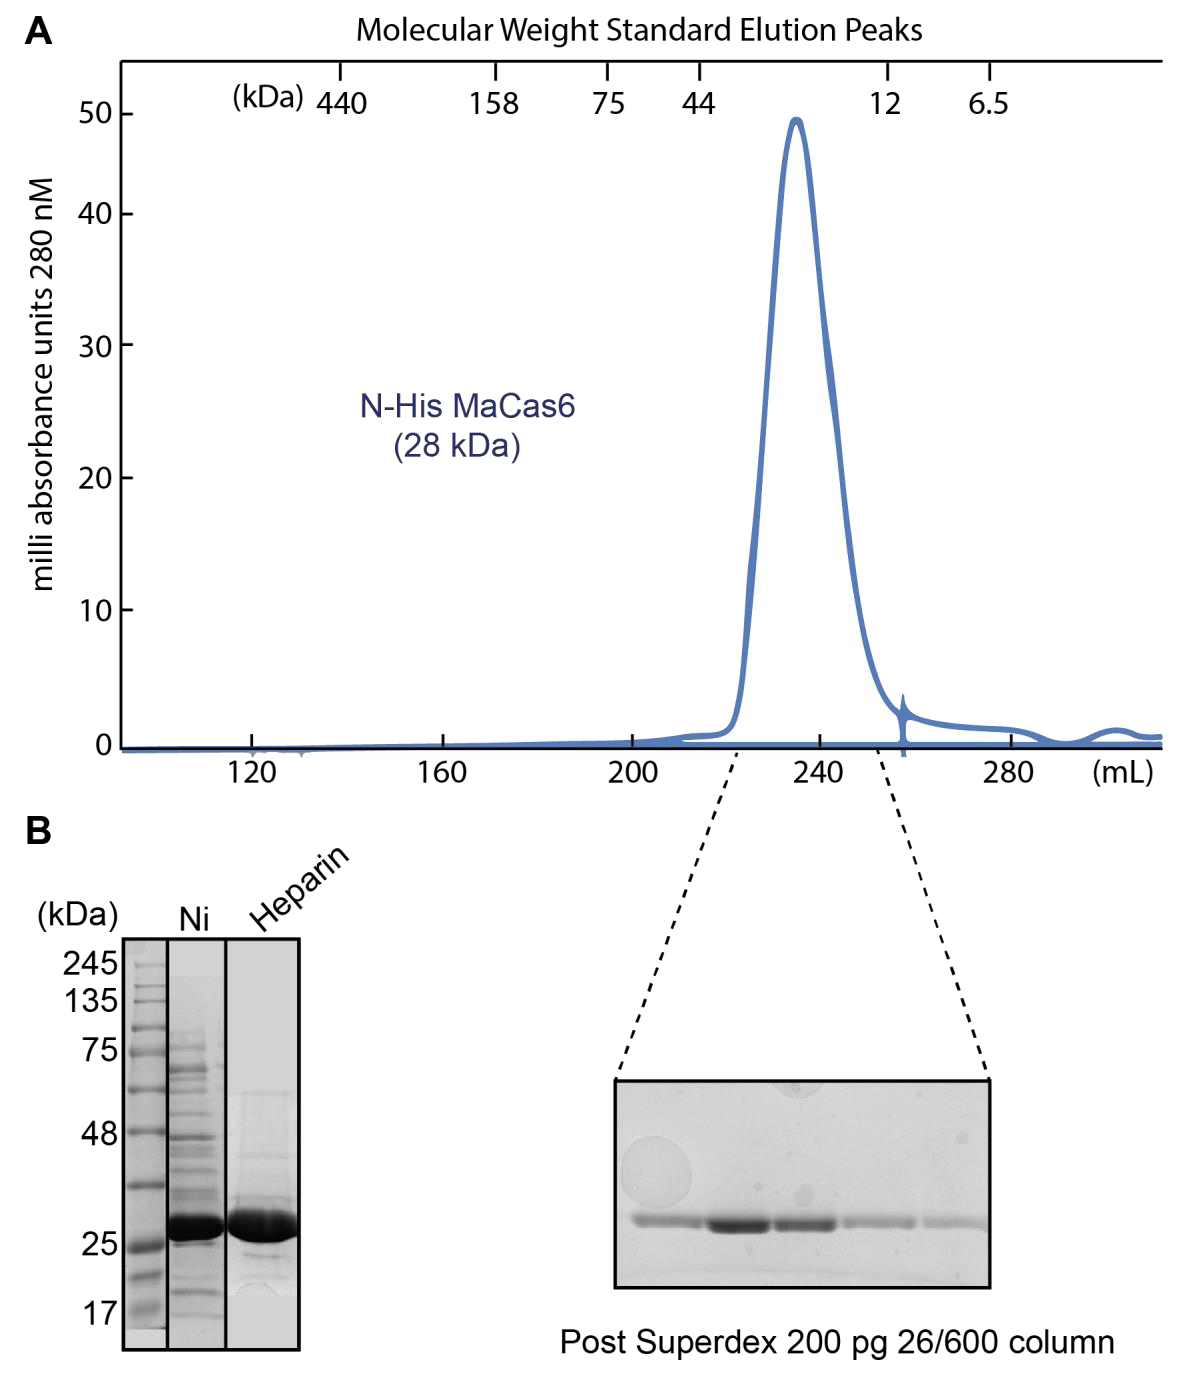 A
Molecular Weight Standard Elution Peaks
(kDa) 440 158 75 44 12 6.5
milli absorbance units 280 nM
50
40
30
20
10
0
N-His MaCas6
(28 kDa)
120 160 200 240 280 (mL)
B
(kDa) Ni Heparin
245
135
75
48
25
17
Post Superdex 200 pg 26/600 column